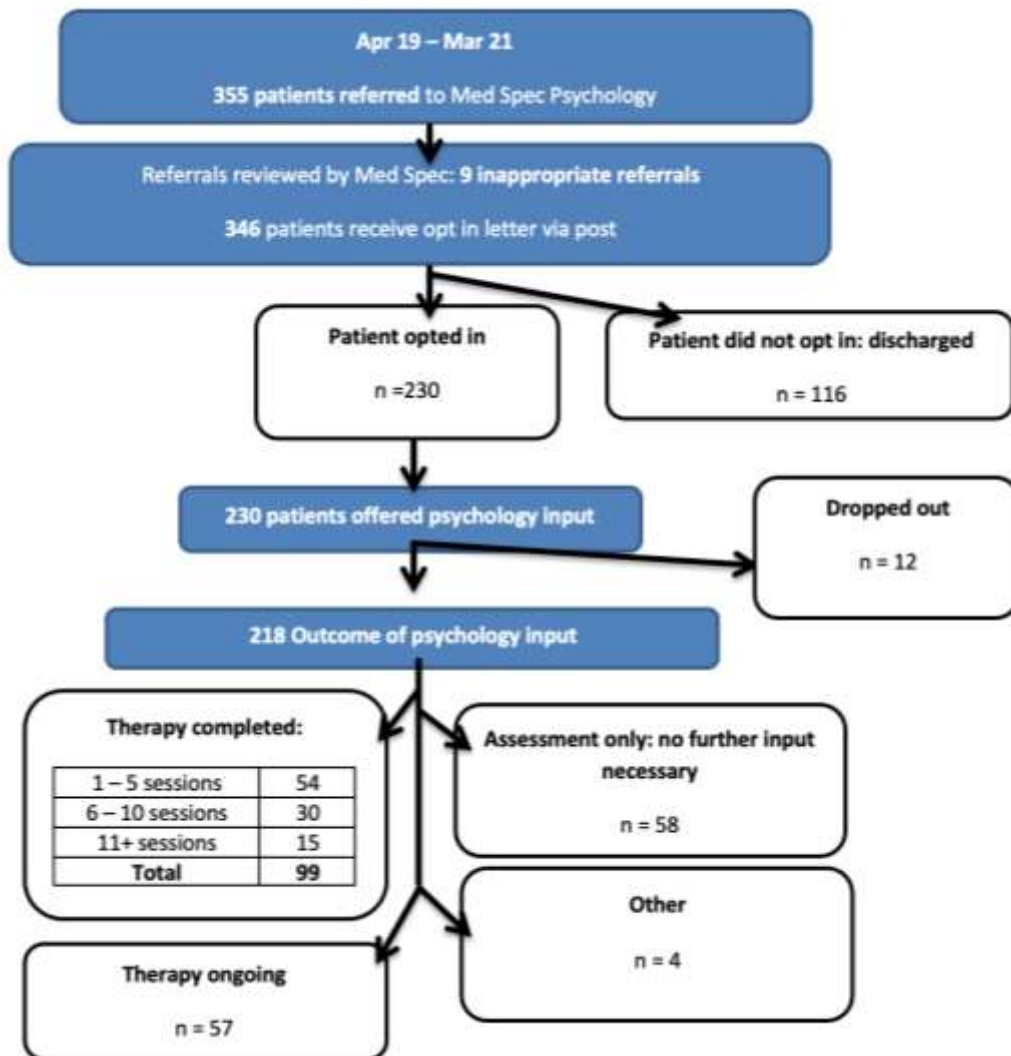 Apr 19 – Mar 21
355 patients referred to Med Spec Psychology
Referrals reviewed by Med Spec: 9 inappropriate referrals
346 patients receive opt in letter via post
Patient opted in
n =230
Patient did not opt in: discharged
n = 116
230 patients offered psychology input
Dropped out
n = 12
218 Outcome of psychology input
Therapy completed:
1 – 5 sessions 54
6 – 10 sessions 30
11+ sessions 15
Total 99
Assessment only: no further input
necessary
n = 58
Other
n = 4
Therapy ongoing
n = 57